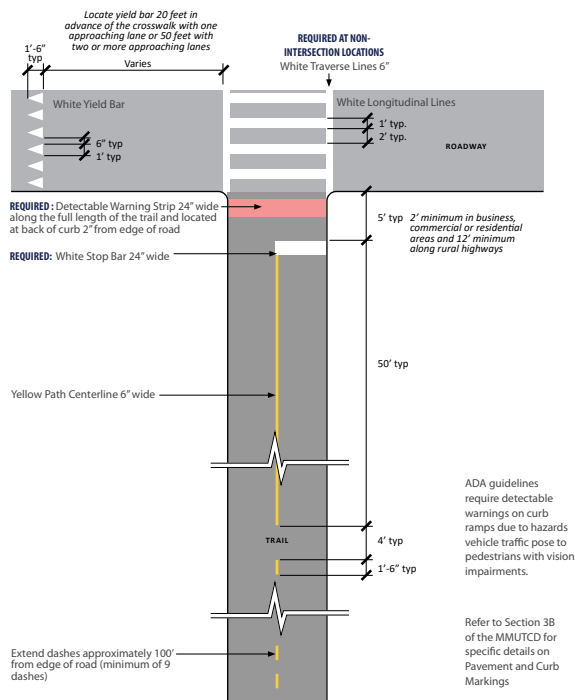 Locate yield bar 20 feet in
advance of the crosswalk with one
approaching lane or 50 feet with
two or more approaching lanes
1'-6"
typ
Varies
REQUIRED AT NON-
INTERSECTION LOCATIONS
White Traverse Lines 6"
White Yield Bar
White Longitudinal Lines
1' typ.
2' typ.
ROADWAY
6" typ
1' typ
REQUIRED : Detectable Warning Strip 24" wide
along the full length of the trail and located
at back of curb 2" from edge of road
5' typ
2' minimum in business,
commercial or residential
areas and 12' minimum
along rural highways
REQUIRED: White Stop Bar 24" wide
50' typ
Yellow Path Centerline 6" wide
ADA guidelines
require detectable
warnings on curb
ramps due to hazards
vehicle traffic pose to
pedestrians with vision
impairments.
TRAIL
4' typ
1'-6" typ
Refer to Section 3B
of the MMUTCD for
specific details on
Pavement and Curb
Markings
Extend dashes approximately 100'
from edge of road (minimum of 9
dashes)